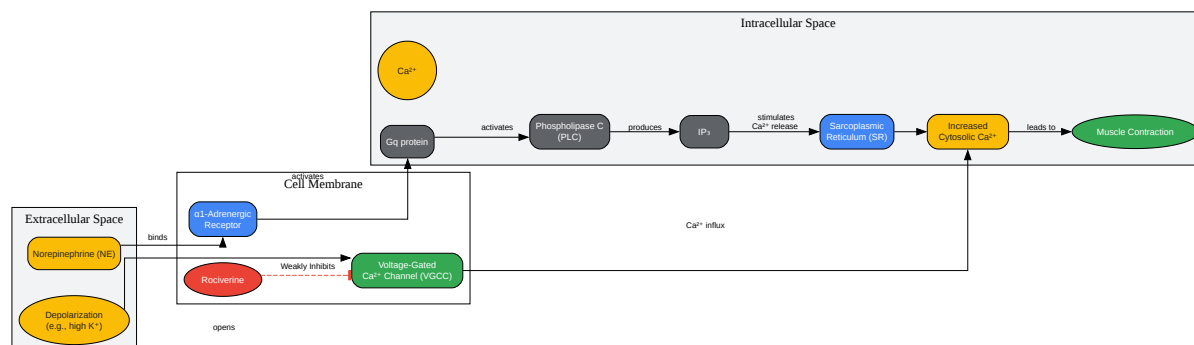 Intracellular Space
Ca²⁺
Gq protein
activates
Phospholipase C
(PLC)
produces
IP₃
stimulates
Ca²⁺ release
Sarcoplasmic
Reticulum (SR)
Increased
Cytosolic Ca²⁺
leads to
Muscle Contraction
activates
Cell Membrane
α1-Adrenergic
Receptor
Rociverine
Weakly Inhibits
Voltage-Gated
Ca²⁺ Channel (VGCC)
Ca²⁺ influx
Extracellular Space
Norepinephrine (NE)
binds
Depolarization
(e.g., high K⁺)
opens